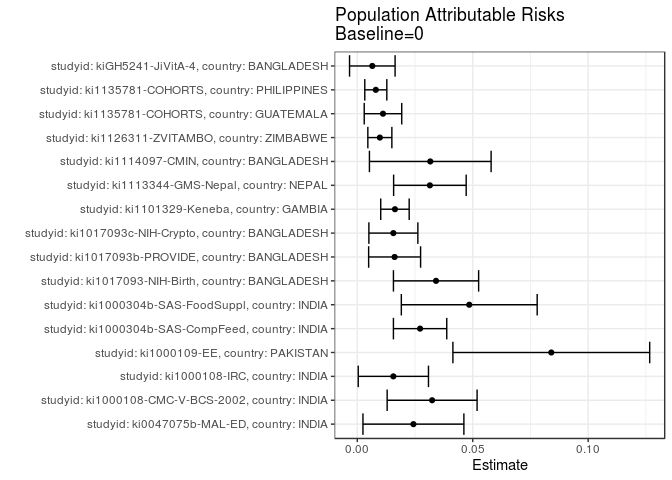 Population Attributable Risks
Baseline=0
studyid: kiGH5241-JiVitA-4, country: BANGLADESH
studyid: ki1135781-COHORTS, country: PHILIPPINES
studyid: ki1135781-COHORTS, country: GUATEMALA
studyid: ki1126311-ZVITAMBO, country: ZIMBABWE
studyid: ki1114097-CMIN, country: BANGLADESH
studyid: ki1113344-GMS-Nepal, country: NEPAL
studyid: ki1101329-Keneba, country: GAMBIA
studyid: ki1017093c-NIH-Crypto, country: BANGLADESH
studyid: ki1017093b-PROVIDE, country: BANGLADESH
studyid: ki1017093-NIH-Birth, country: BANGLADESH
studyid: ki1000304b-SAS-FoodSuppl, country: INDIA
studyid: ki1000304b-SAS-CompFeed, country: INDIA
studyid: ki1000109-EE, country: PAKISTAN
studyid: ki1000108-IRC, country: INDIA
studyid: ki1000108-CMC-V-BCS-2002, country: INDIA
studyid: ki0047075b-MAL-ED, country: INDIA
0.00 0.05 0.10
Estimate